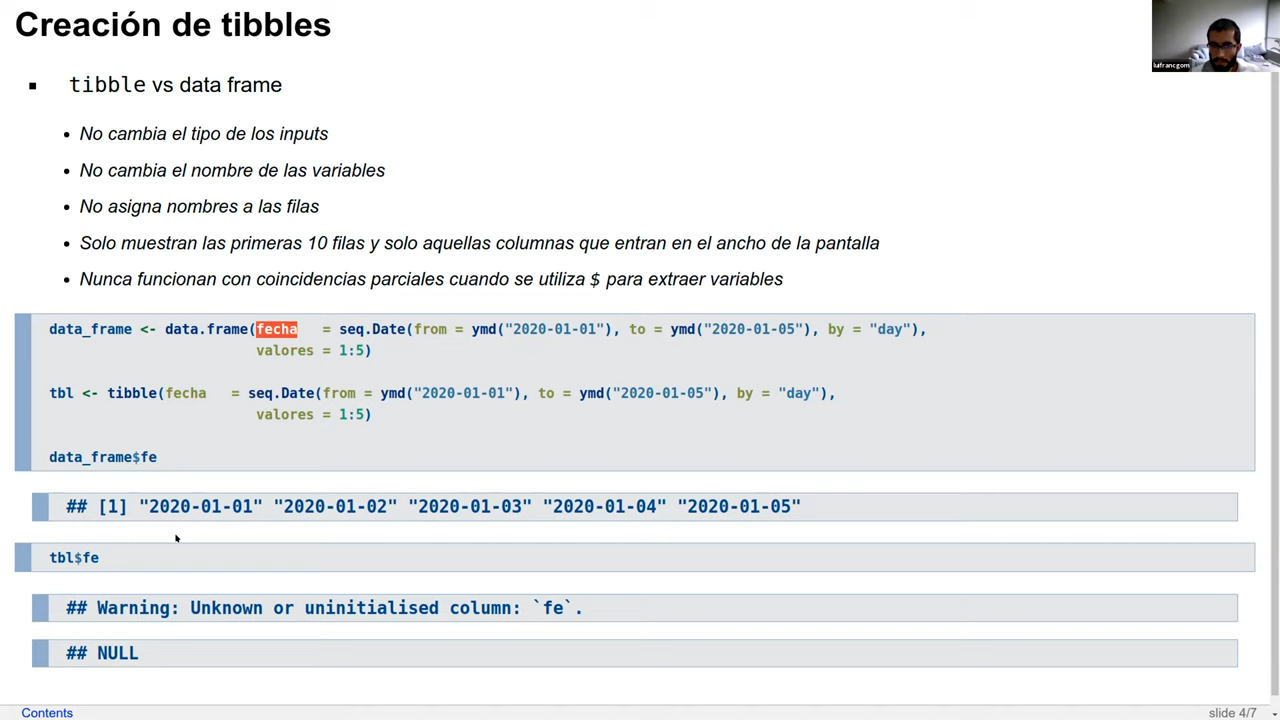 Creación de tibbles
lufrancgom
tibble vs data frame
No cambia el tipo de los inputs
No cambia el nombre de las variables
No asigna nombres a las filas
Solo muestran las primeras 10 filas y solo aquellas columnas que entran en el ancho de la pantalla
Nunca funcionan con coincidencias parciales cuando se utiliza $ para extraer variables
data_frame <- data.frame(fecha = seq.Date(from = ymd("2020-01-01"), to = ymd("2020-01-05"), by = "day"),
valores = 1:5)
tbl <- tibble(fecha = seq.Date(from = ymd("2020-01-01"), to = ymd("2020-01-05"), by = "day"),
valores = 1:5)
data_frame$fe
## [1] "2020-01-01" "2020-01-02" "2020-01-03" "2020-01-04" "2020-01-05"
tbl$fe
## Warning: Unknown or uninitialised column: `fe`.
## NULL
Contents
slide 4/7